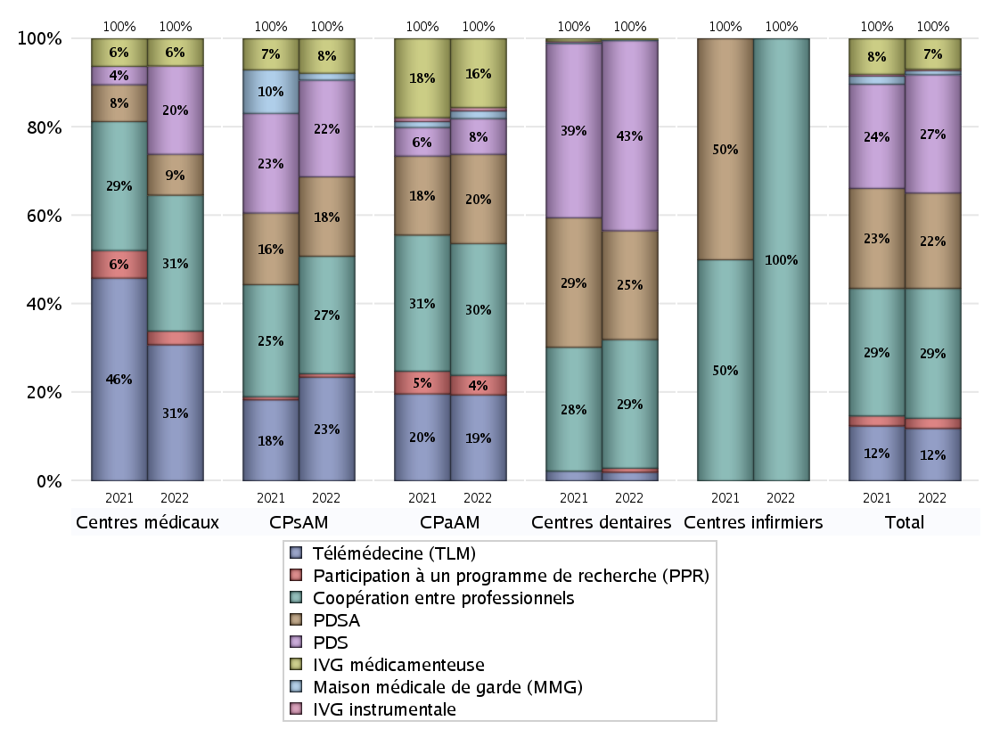 100% 100% 100% 100% 100% 100% 100% 100% 100% 100% 100% 100%
100%
6% 6% 7% 8% 18% 16% 8% 7%
4% 20% 10% 22% 6% 8% 39% 43% 50% 100% 24% 27%
8% 9% 23% 18% 18% 20% 29% 25% 50% 23% 22%
29% 31% 16% 27% 31% 30% 28% 29% 29% 29%
6% 31% 25% 23% 5% 4% 12% 12%
46% 18% 20% 19%
80%
60%
40%
20%
0%
2021 2022 2021 2022 2021 2022 2021 2022 2021 2022 2021 2022
Centres médicaux CPsAM CPaAM Centres dentaires Centres infirmiers Total
Télémédecine (TLM)
Participation à un programme de recherche (PPR)
Coopération entre professionnels
PDSA
PDS
IVG médicamenteuse
Maison médicale de garde (MMG)
IVG instrumentale